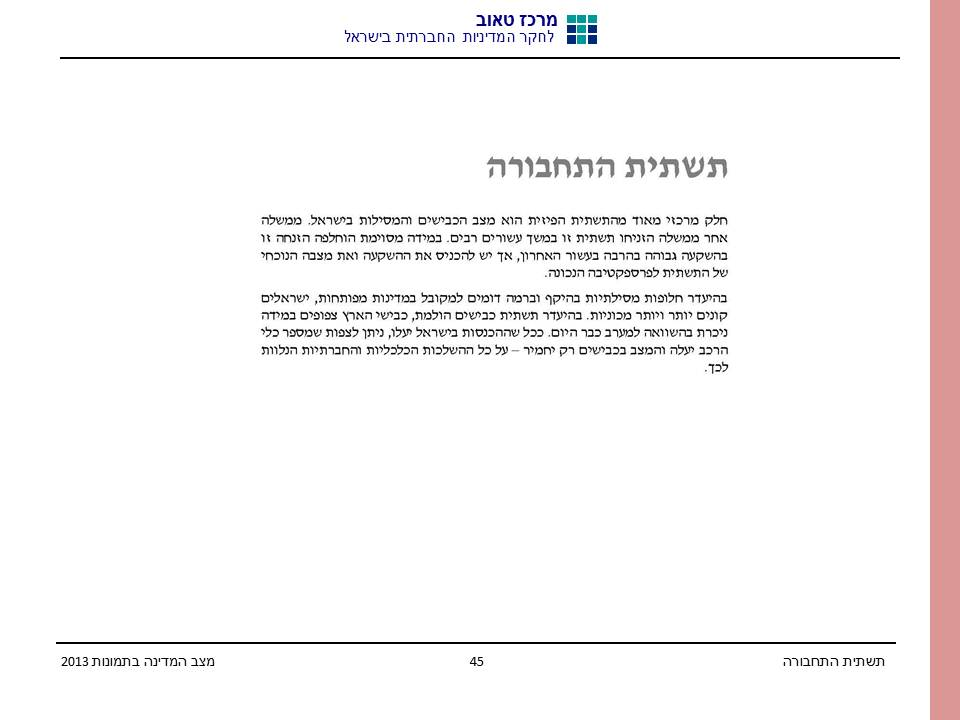 מרכז טאוב
לחקר המדיניות החברתית בישראל
תשתית התחבורה
חלק מרכזי מאוד מהתשתית הפיזית הוא מצב הכבישים והמסילות בישראל. ממשלה
אחר ממשלה הזניחו תשתית זו במשך עשורים רבים. במידה מסוימת הוחלפה הזנחה זו
בהשקעה גבוהה בהרבה בעשור האחרון, אך יש להכניס את ההשקעה ואת מצבה הנוכחי
של התשתית לפרספקטיבה הנכונה.
בהיעדר חלופות מסילתיות בהיקף וברמה דומים למקובל במדינות מפותחות, ישראלים
קונים יותר ויותר מכוניות. בהיעדר תשתית כבישים הולמת, כבישי הארץ צפופים במידה
ניכרת בהשוואה למערב כבר היום. ככל שההכנסות בישראל יעלו, ניתן לצפות שמספר כלי
הרכב יעלה והמצב בכבישים רק יחמיר – על כל ההשלכות הכלכליות והחברתיות הנלוות
לכך.
תשתית התחבורה
45
מצב המדינה בתמונות 2013